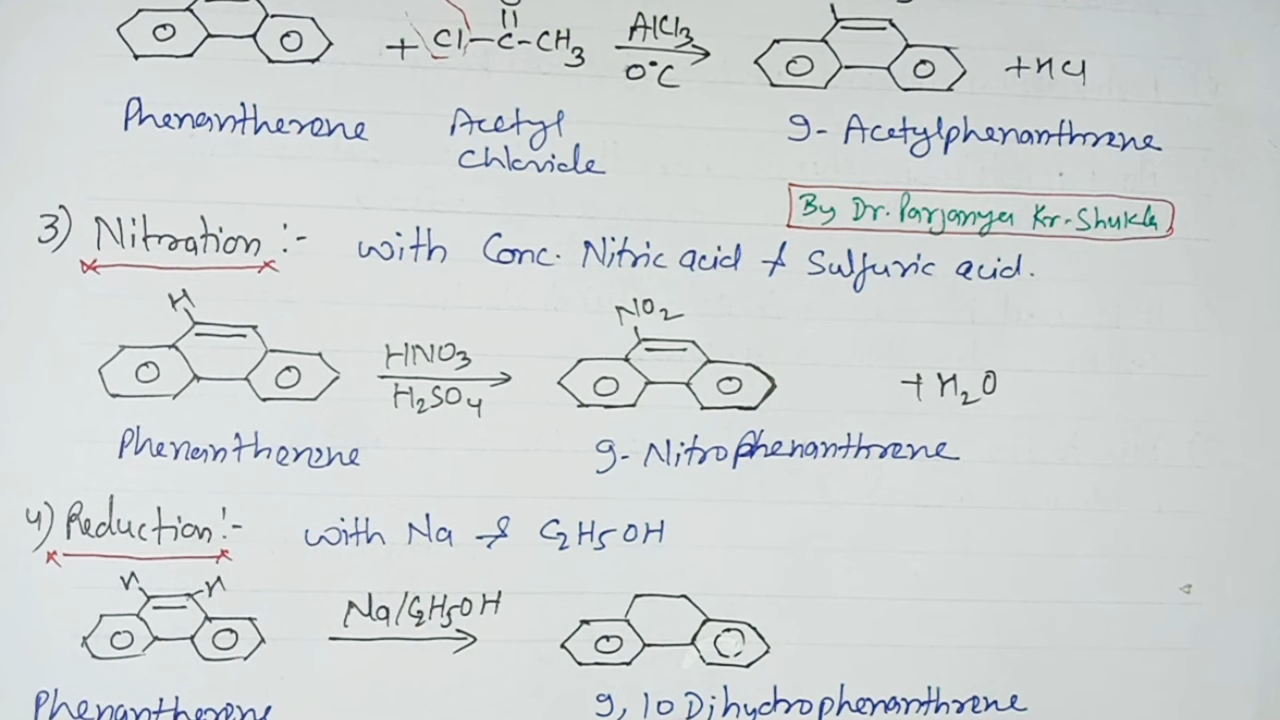 + Cl-C-CH3 AlCl3 0°C + HCl
O
Phenantherene Acetyl Chloride 9-Acetylphenanthrene
By Dr. Parjanya Kr. Shukla
3) Nitration :- with Conc. Nitric acid & Sulfuric acid.
H NO2
HNO3 H2SO4 + H2O
Phenantherene 9-Nitrophenanthrene
4) Reduction :- with Na & C2H5OH
H H Na/C2H5OH
Phenantherene 9, 10 Dihydrophenanthrene